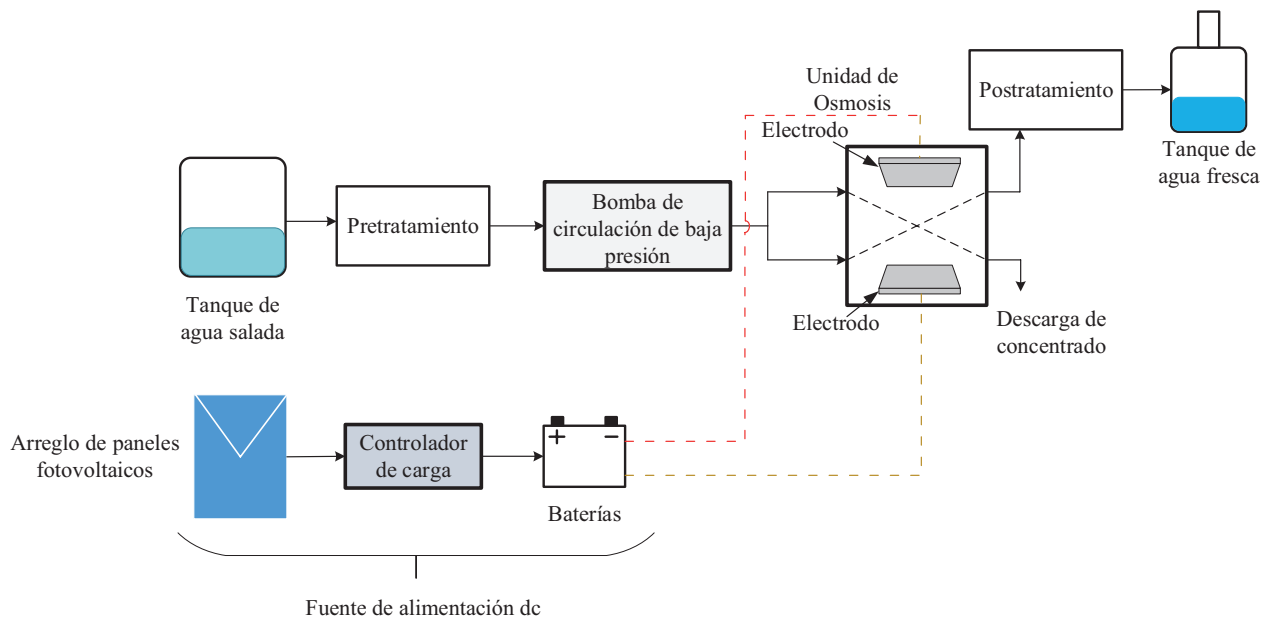 Unidad de
Osmosis
Electrodo
Postratamiento
Tanque de
agua fresca
Pretratamiento
Bomba de
circulación de baja
presión
Tanque de
agua salada
Electrodo
Descarga de
concentrado
Arreglo de paneles
fotovoltaicos
Controlador
de carga
+ −
Baterías
Fuente de alimentación dc